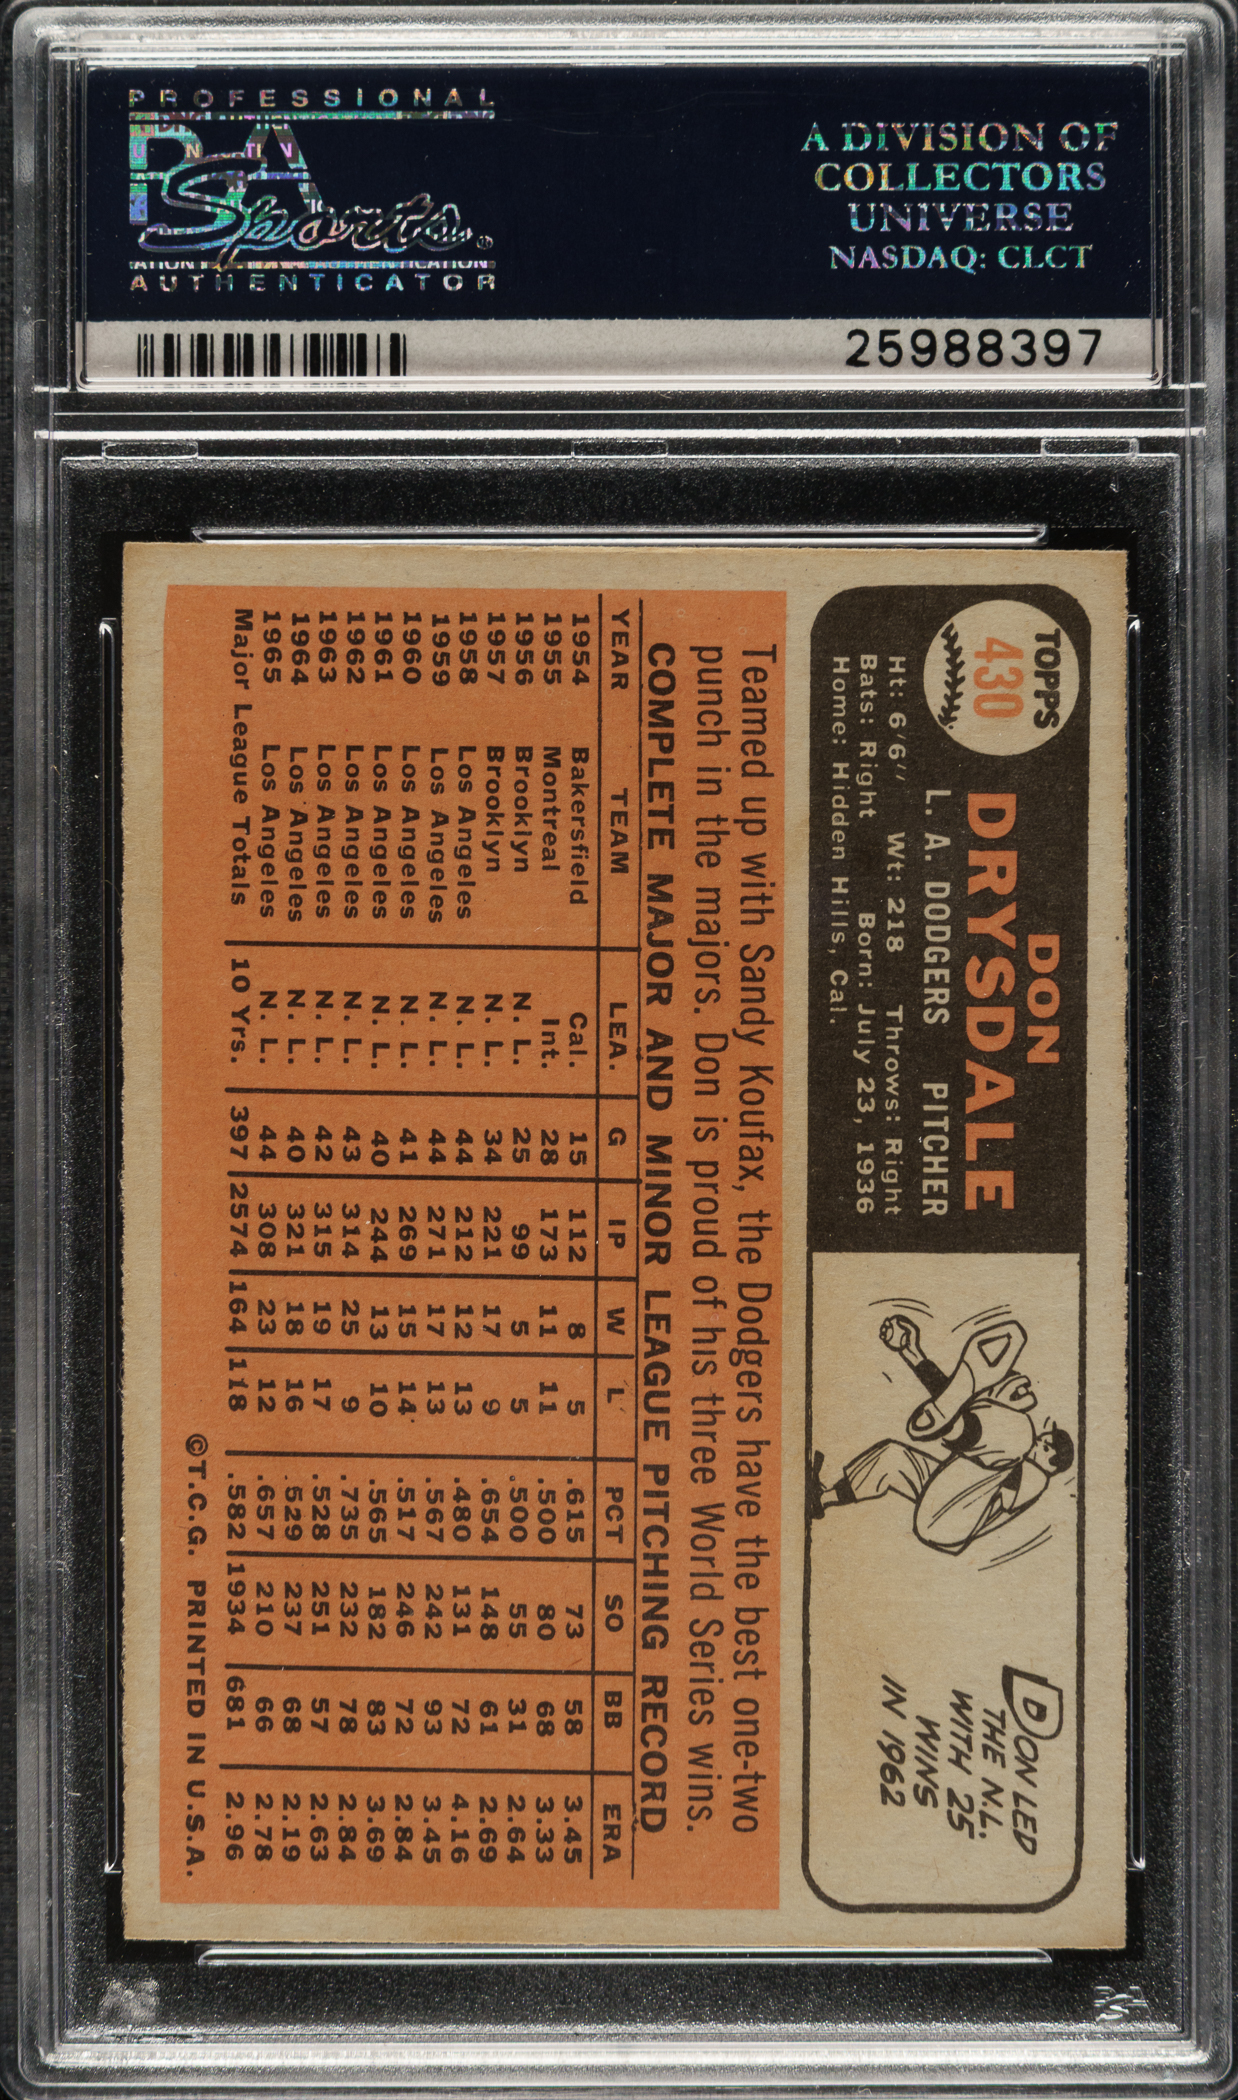 PROFESSIONAL
PSA
Sports®
AUTHENTICATOR
A DIVISION OF
COLLECTORS
UNIVERSE
NASDAQ: CLCT
25988397
TOPPS
430
DON
DRYSDALE
L. A. DODGERS PITCHER
Ht: 6'6" Wt: 218 Throws: Right
Bats: Right Born: July 23, 1936
Home: Hidden Hills, Cal.
DON LED
THE N.L.
WITH 25
WINS
IN 1962
Teamed up with Sandy Koufax, the Dodgers have the best one-two
punch in the majors. Don is proud of his three World Series wins.
COMPLETE MAJOR AND MINOR LEAGUE PITCHING RECORD
YEAR TEAM LEA. G IP W L PCT SO BB ERA
1954 Bakersfield Cal. 15 112 8 5 .615 73 58 3.45
1955 Montreal Int. 28 173 11 11 .500 80 68 3.33
1956 Brooklyn N. L. 25 99 5 5 .500 55 31 2.64
1957 Brooklyn N. L. 34 221 17 9 .654 148 61 2.69
1958 Los Angeles N. L. 44 212 12 13 .480 131 72 4.16
1959 Los Angeles N. L. 44 271 17 13 .567 242 93 3.45
1960 Los Angeles N. L. 41 269 15 14 .517 246 72 2.84
1961 Los Angeles N. L. 40 244 13 10 .565 182 83 3.69
1962 Los Angeles N. L. 43 314 25 9 .735 232 78 2.84
1963 Los Angeles N. L. 42 315 19 17 .528 251 57 2.63
1964 Los Angeles N. L. 40 321 18 16 .529 237 68 2.19
1965 Los Angeles N. L. 44 308 23 12 .657 210 66 2.78
Major League Totals 10 Yrs. 397 2574 164 118 .582 1934 681 2.96
©T.C.G. PRINTED IN U.S.A.